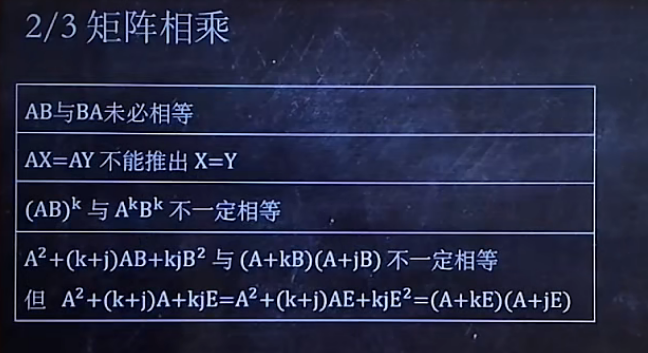 2/3 矩阵相乘
AB与BA未必相等
AX=AY 不能推出 X=Y
(AB)ᵏ 与 AᵏBᵏ 不一定相等
A²+(k+j)AB+kjB² 与 (A+kB)(A+jB) 不一定相等
但 A²+(k+j)A+kjE=A²+(k+j)AE+kjE²=(A+kE)(A+jE)